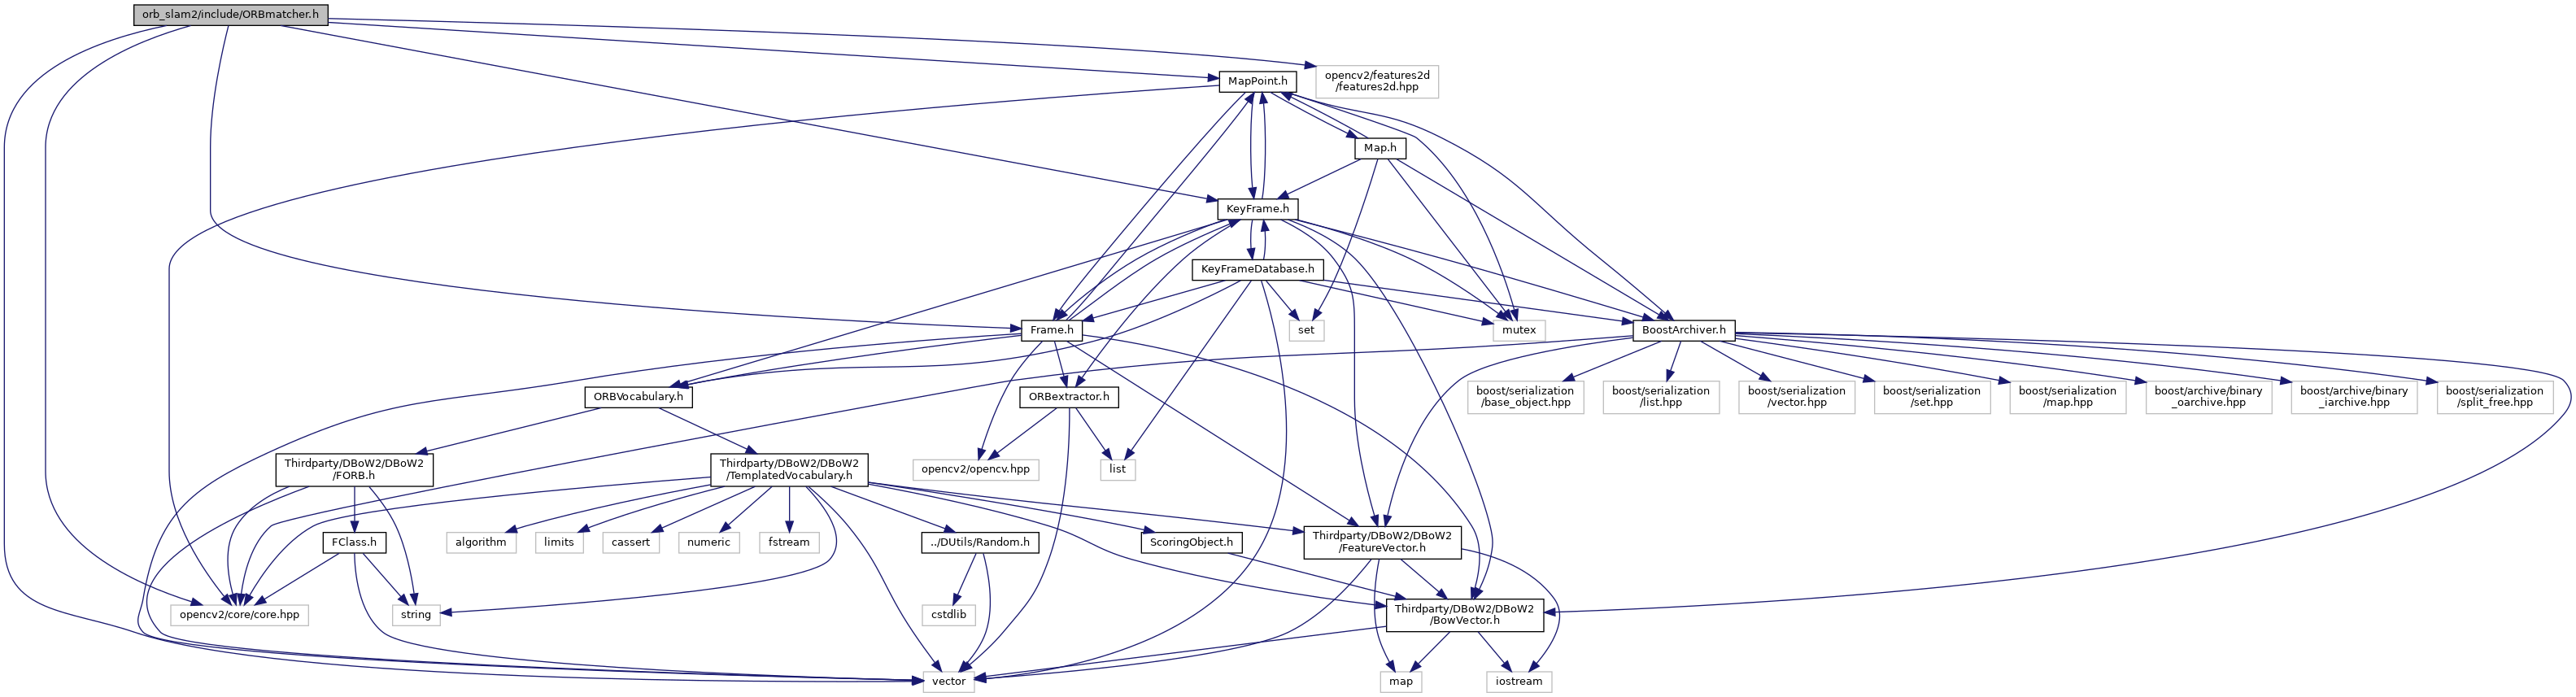 orb_slam2/include/ORBmatcher.h
MapPoint.h
opencv2/features2d
/features2d.hpp
Map.h
KeyFrame.h
KeyFrameDatabase.h
Frame.h
set
mutex
BoostArchiver.h
ORBVocabulary.h
ORBextractor.h
boost/serialization
/base_object.hpp
boost/serialization
/list.hpp
boost/serialization
/vector.hpp
boost/serialization
/set.hpp
boost/serialization
/map.hpp
boost/archive/binary
_oarchive.hpp
boost/archive/binary
_iarchive.hpp
boost/serialization
/split_free.hpp
Thirdparty/DBoW2/DBoW2
/FORB.h
Thirdparty/DBoW2/DBoW2
/TemplatedVocabulary.h
opencv2/opencv.hpp
list
FClass.h
algorithm
limits
cassert
numeric
fstream
../DUtils/Random.h
ScoringObject.h
Thirdparty/DBoW2/DBoW2
/FeatureVector.h
opencv2/core/core.hpp
string
cstdlib
Thirdparty/DBoW2/DBoW2
/BowVector.h
vector
map
iostream